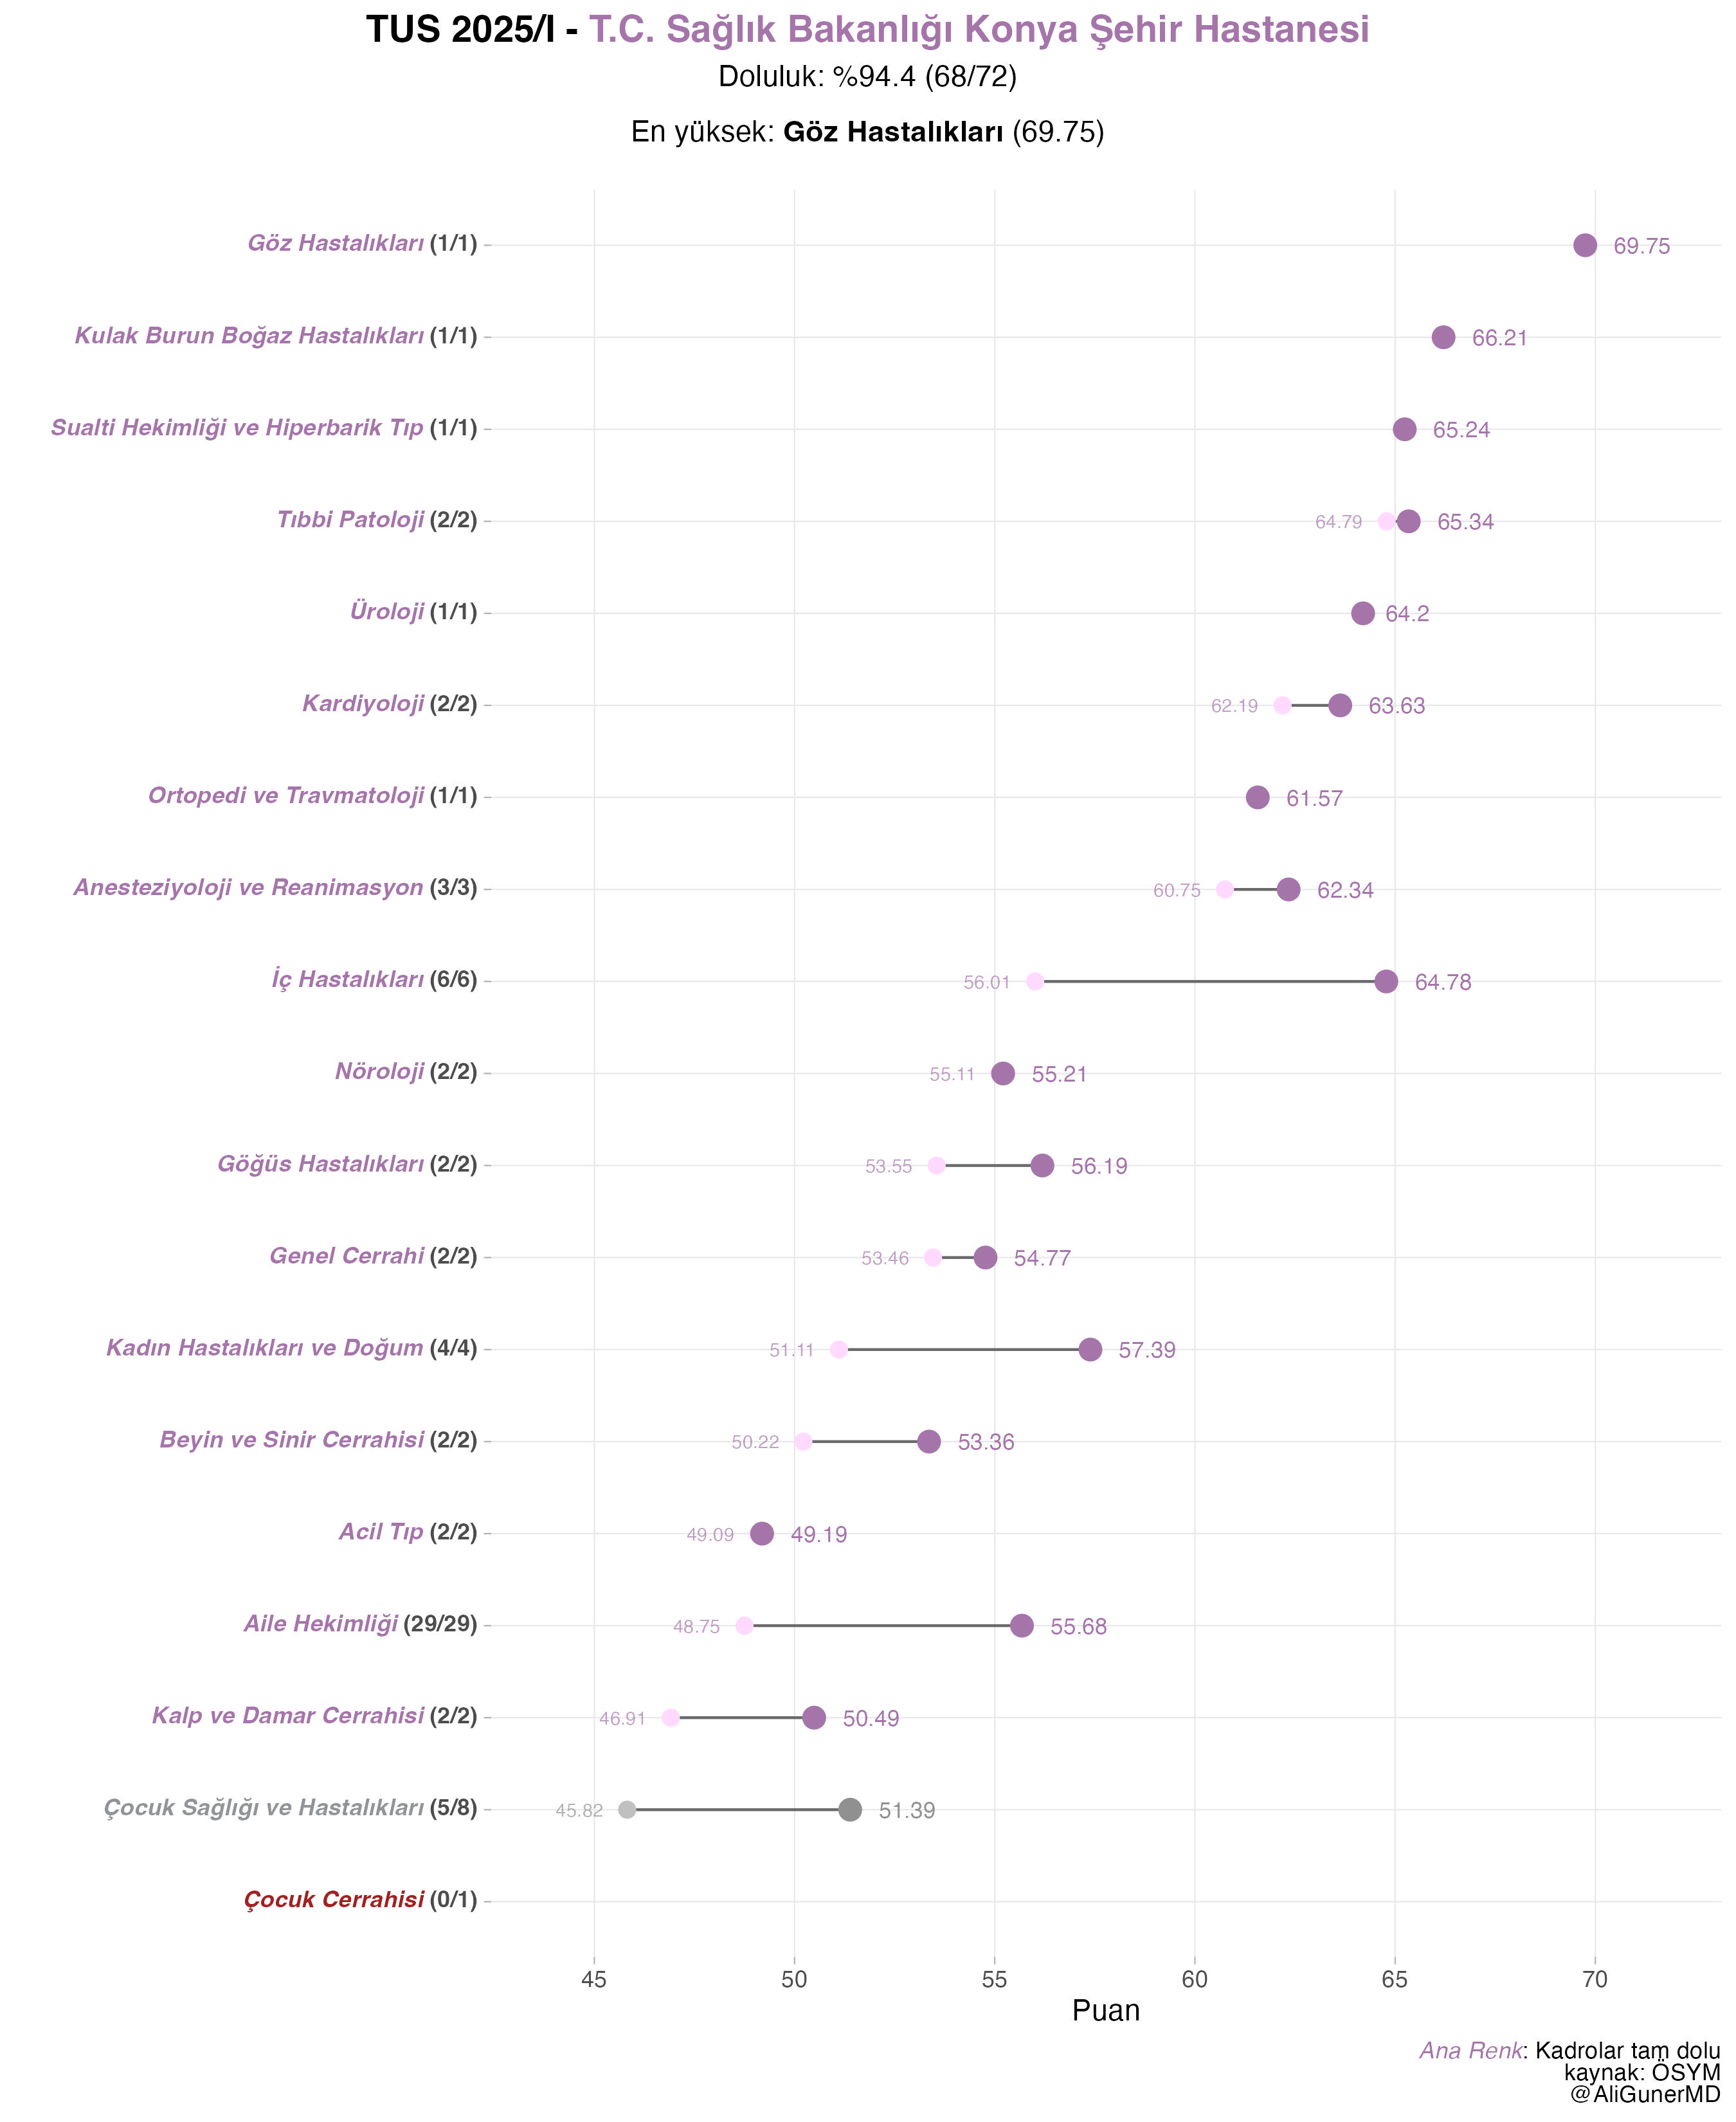 TUS 2025/I - T.C. Sağlık Bakanlığı Konya Şehir Hastanesi
Doluluk: %94.4 (68/72)
En yüksek: Göz Hastalıkları (69.75)
Göz Hastalıkları (1/1) 69.75
Kulak Burun Boğaz Hastalıkları (1/1) 66.21
Sualti Hekimliği ve Hiperbarik Tıp (1/1) 65.24
Tıbbi Patoloji (2/2) 64.79 65.34
Üroloji (1/1) 64.2
Kardiyoloji (2/2) 62.19 63.63
Ortopedi ve Travmatoloji (1/1) 61.57
Anesteziyoloji ve Reanimasyon (3/3) 60.75 62.34
İç Hastalıkları (6/6) 56.01 64.78
Nöroloji (2/2) 55.11 55.21
Göğüs Hastalıkları (2/2) 53.55 56.19
Genel Cerrahi (2/2) 53.46 54.77
Kadın Hastalıkları ve Doğum (4/4) 51.11 57.39
Beyin ve Sinir Cerrahisi (2/2) 50.22 53.36
Acil Tıp (2/2) 49.09 49.19
Aile Hekimliği (29/29) 48.75 55.68
Kalp ve Damar Cerrahisi (2/2) 46.91 50.49
Çocuk Sağlığı ve Hastalıkları (5/8) 45.82 51.39
Çocuk Cerrahisi (0/1)
45 50 55 60 65 70
Puan
Ana Renk: Kadrolar tam dolu
kaynak: ÖSYM
@AliGunerMD